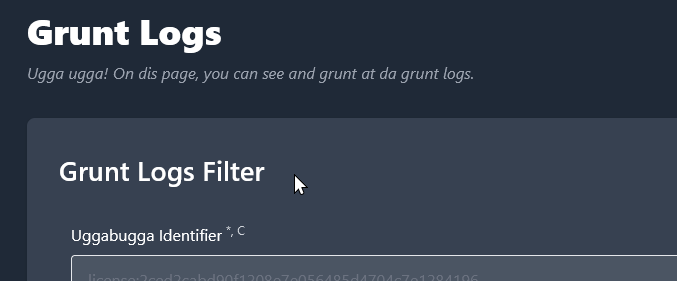 Grunt Logs
Ugga ugga! On dis page, you can see and grunt at da grunt logs.
Grunt Logs Filter
Uggabugga Identifier *, C